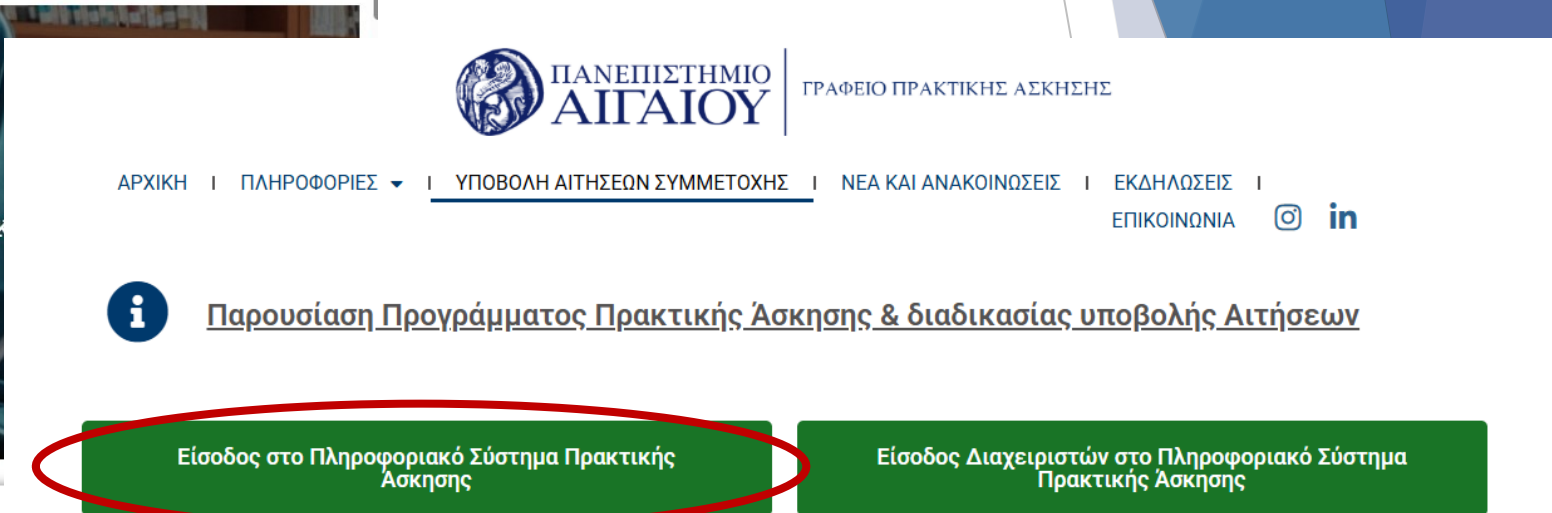 ΠΑΝΕΠΙΣΤΗΜΙΟ
ΑΙΓΑΙΟΥ
ΓΡΑΦΕΙΟ ΠΡΑΚΤΙΚΗΣ ΑΣΚΗΣΗΣ
ΑΡΧΙΚΗ | ΠΛΗΡΟΦΟΡΙΕΣ | ΥΠΟΒΟΛΗ ΑΙΤΗΣΕΩΝ ΣΥΜΜΕΤΟΧΗΣ | ΝΕΑ ΚΑΙ ΑΝΑΚΟΙΝΩΣΕΙΣ | ΕΚΔΗΛΩΣΕΙΣ |
ΕΠΙΚΟΙΝΩΝΙΑ in
Παρουσίαση Προγράμματος Πρακτικής Άσκησης & διαδικασίας υποβολής Αιτήσεων
Είσοδος στο Πληροφοριακό Σύστημα Πρακτικής
Άσκησης
Είσοδος Διαχειριστών στο Πληροφοριακό Σύστημα
Πρακτικής Άσκησης